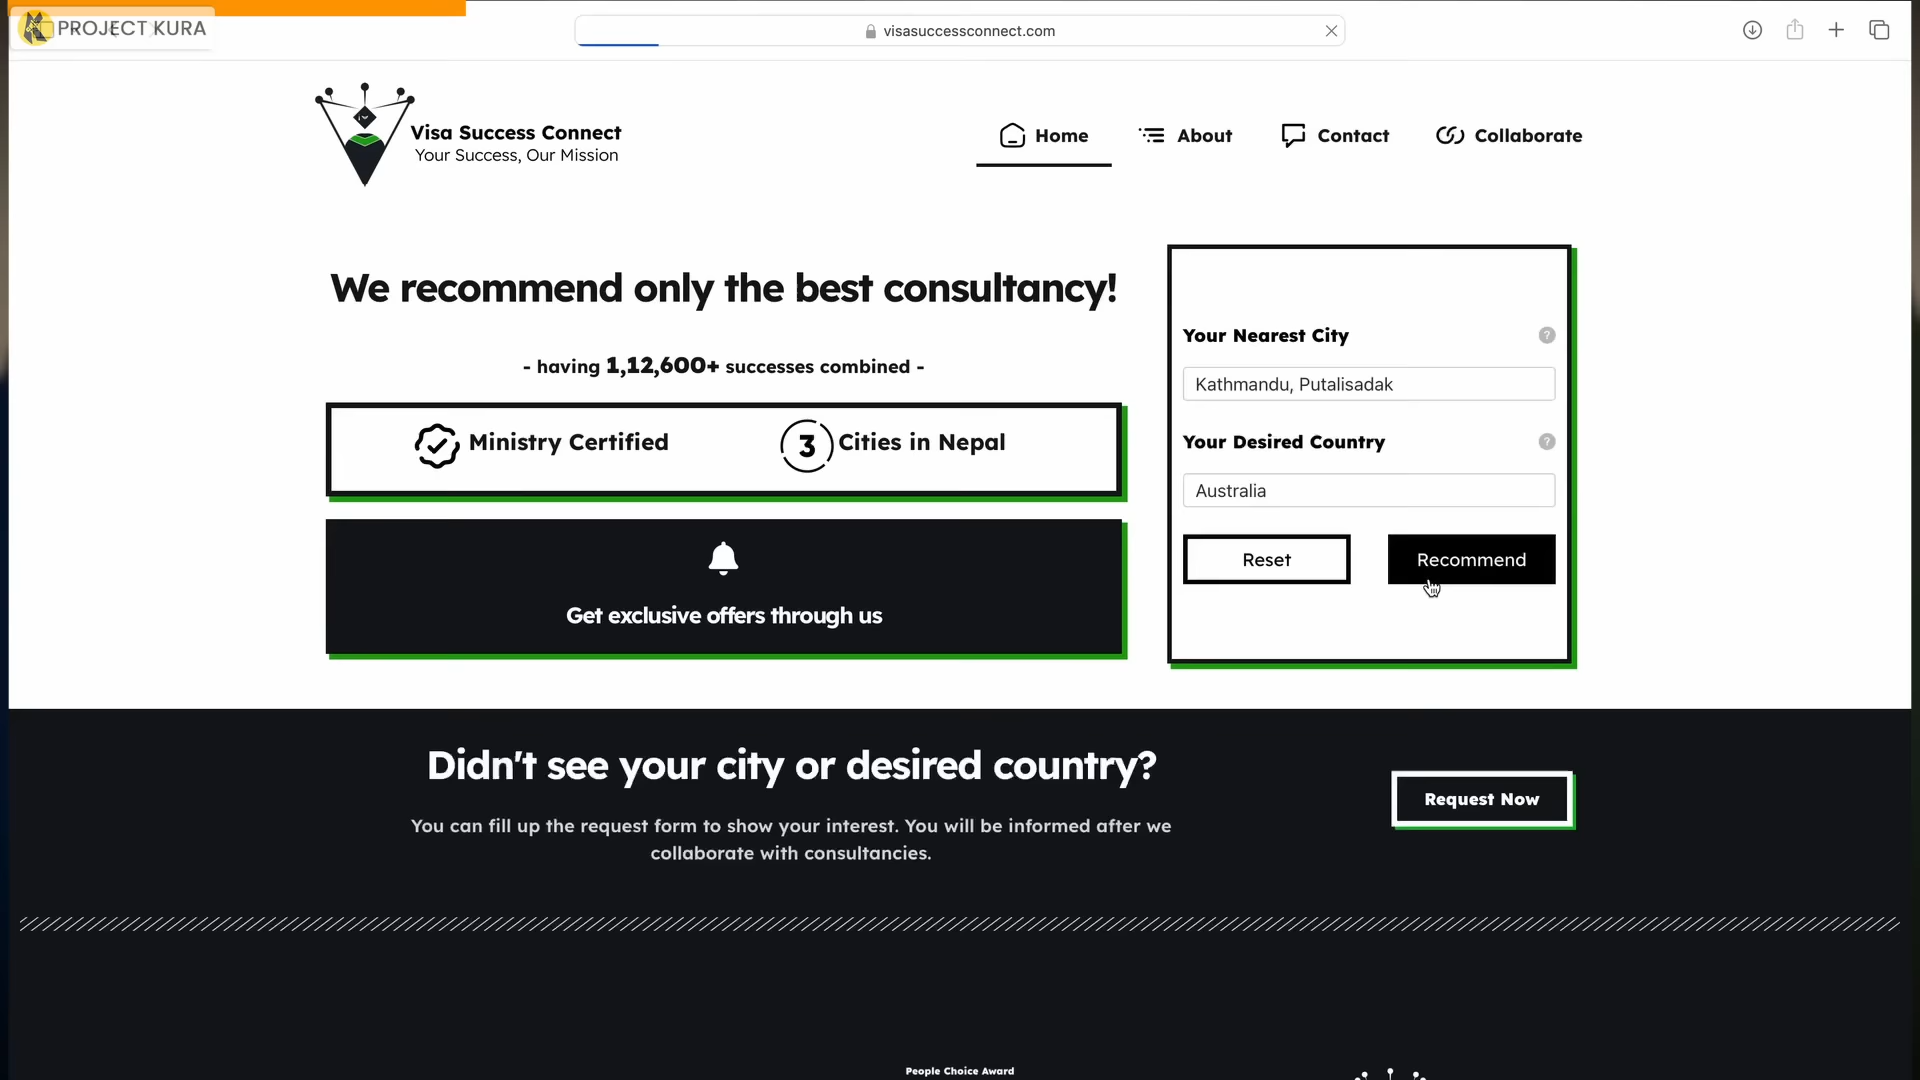 PROJECT KURA
visasuccessconnect.com
Visa Success Connect
Your Success, Our Mission
Home
About
Contact
Collaborate
We recommend only the best consultancy!
- having 1,12,600+ successes combined -
Ministry Certified
3 Cities in Nepal
Get exclusive offers through us
Your Nearest City
?
Kathmandu, Putalisadak
Your Desired Country
?
Australia
Reset
Recommend
Didn't see your city or desired country?
You can fill up the request form to show your interest. You will be informed after we
collaborate with consultancies.
Request Now
People Choice Award